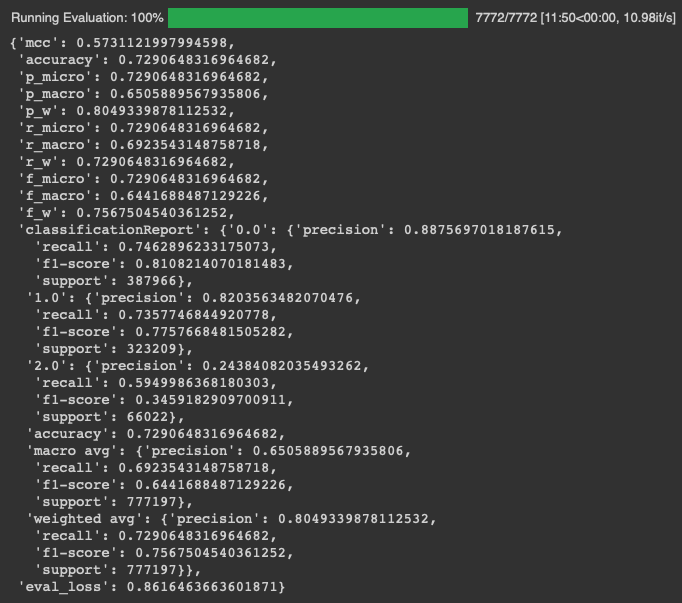 Running Evaluation: 100% 7772/7772 [11:50<00:00, 10.98it/s]
{'mcc': 0.5731121997994598,
'accuracy': 0.7290648316964682,
'p_micro': 0.7290648316964682,
'p_macro': 0.6505889567935806,
'p_w': 0.8049339878112532,
'r_micro': 0.7290648316964682,
'r_macro': 0.6923543148758718,
'r_w': 0.7290648316964682,
'f_micro': 0.7290648316964682,
'f_macro': 0.6441688487129226,
'f_w': 0.7567504540361252,
'classificationReport': {'0.0': {'precision': 0.8875697018187615,
'recall': 0.7462896233175073,
'f1-score': 0.8108214070181483,
'support': 387966},
'1.0': {'precision': 0.8203563482070476,
'recall': 0.7357746844920778,
'f1-score': 0.7757668481505282,
'support': 323209},
'2.0': {'precision': 0.24384082035493262,
'recall': 0.5949986368180303,
'f1-score': 0.3459182909700911,
'support': 66022},
'accuracy': 0.7290648316964682,
'macro avg': {'precision': 0.6505889567935806,
'recall': 0.6923543148758718,
'f1-score': 0.6441688487129226,
'support': 777197},
'weighted avg': {'precision': 0.8049339878112532,
'recall': 0.7290648316964682,
'f1-score': 0.7567504540361252,
'support': 777197}},
'eval_loss': 0.8616463663601871}